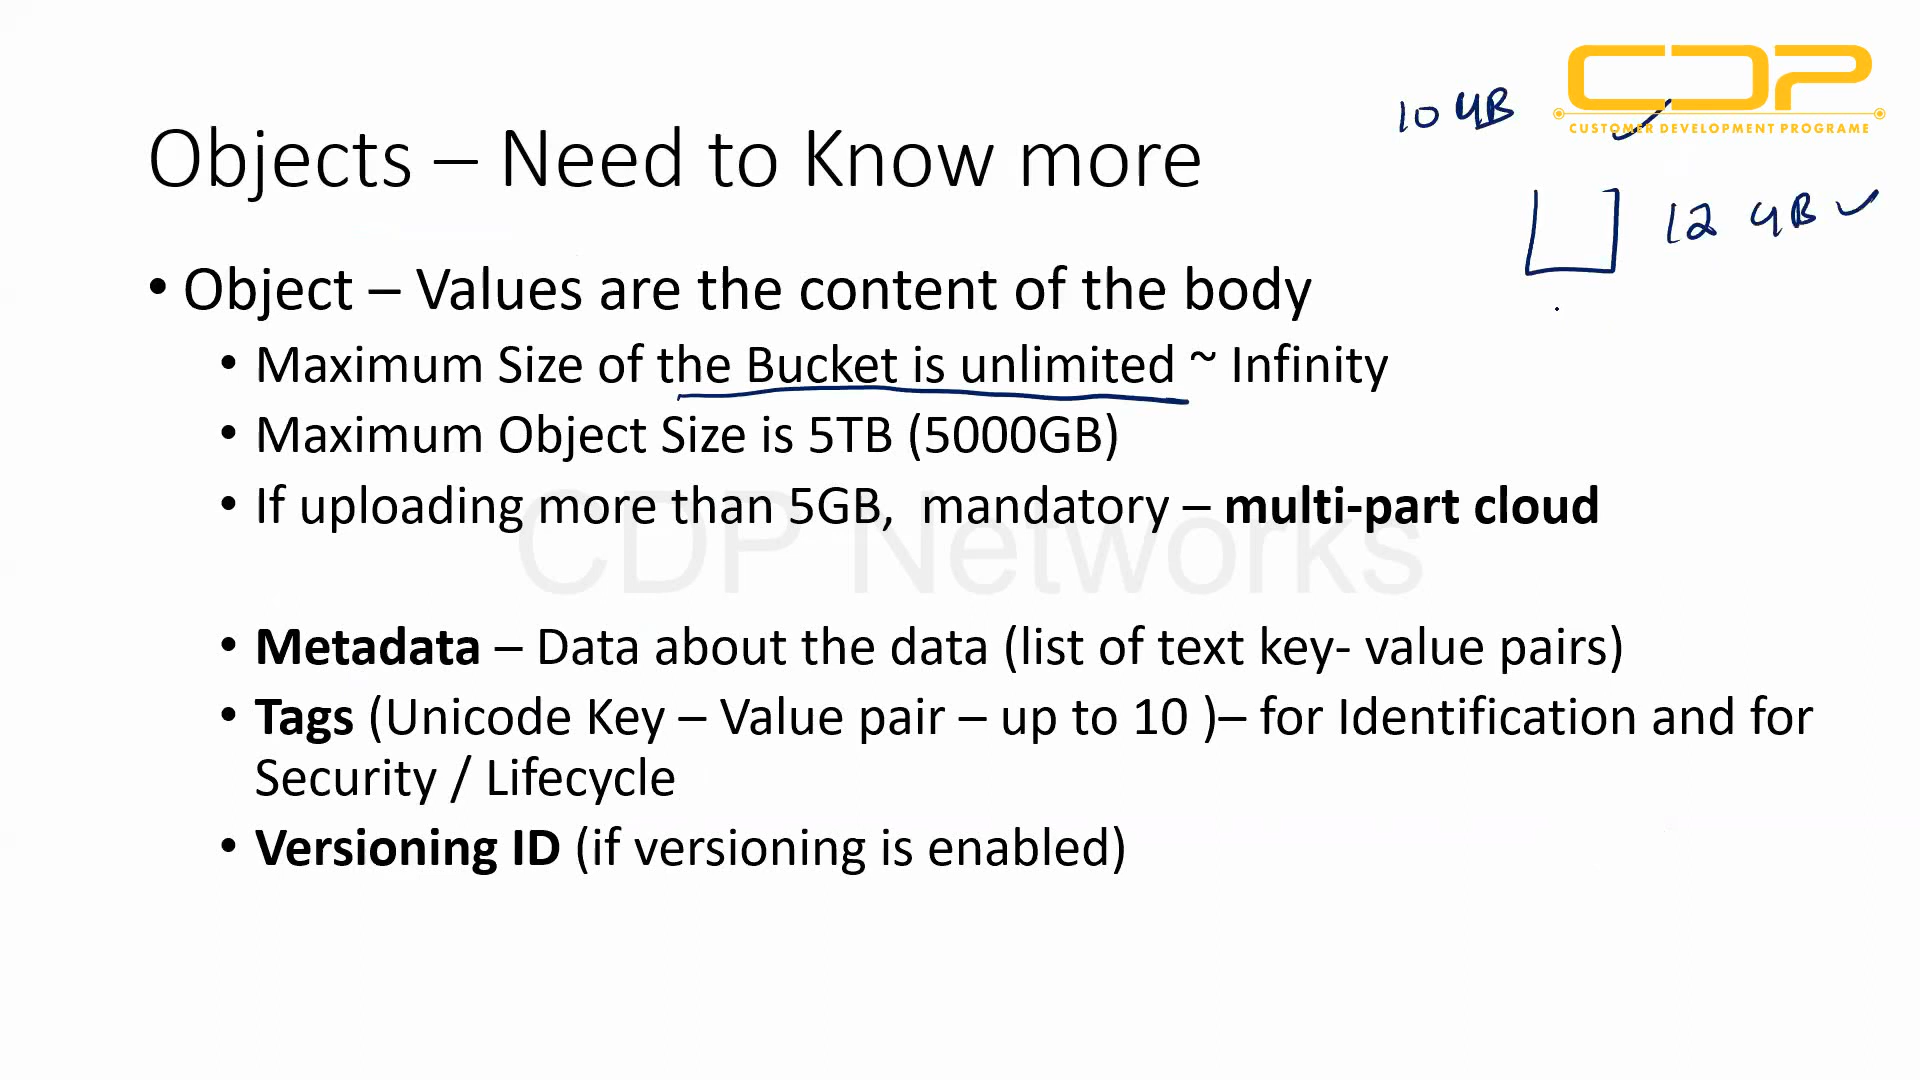 10 GB
CDP
CUSTOMER DEVELOPMENT PROGRAME
Objects – Need to Know more
12 GB
• Object – Values are the content of the body
• Maximum Size of the Bucket is unlimited ~ Infinity
• Maximum Object Size is 5TB (5000GB)
• If uploading more than 5GB, mandatory – multi-part cloud
CDP Networks
• Metadata – Data about the data (list of text key- value pairs)
• Tags (Unicode Key – Value pair – up to 10 )– for Identification and for
Security / Lifecycle
• Versioning ID (if versioning is enabled)